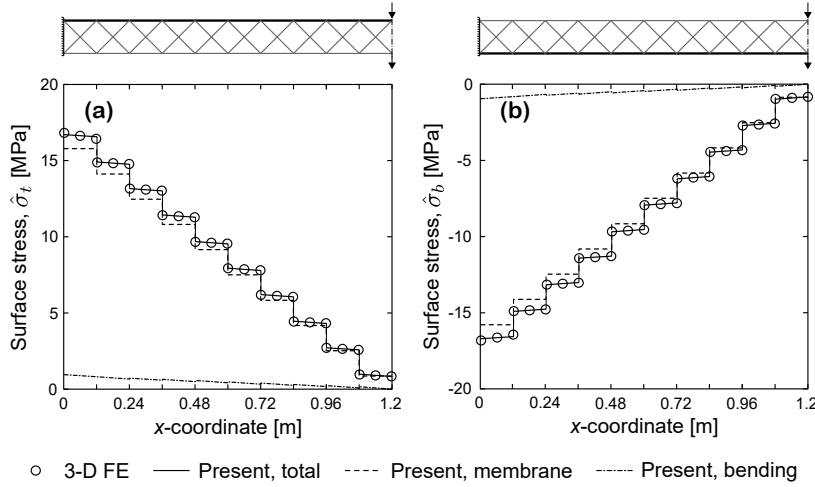 20
(a)
15
10
5
0
Surface stress, σ̂t [MPa]
0 0.24 0.48 0.72 0.96 1.2
x-coordinate [m]
0
(b)
-5
-10
-15
-20
Surface stress, σ̂b [MPa]
0 0.24 0.48 0.72 0.96 1.2
x-coordinate [m]
3-D FE Present, total Present, membrane Present, bending